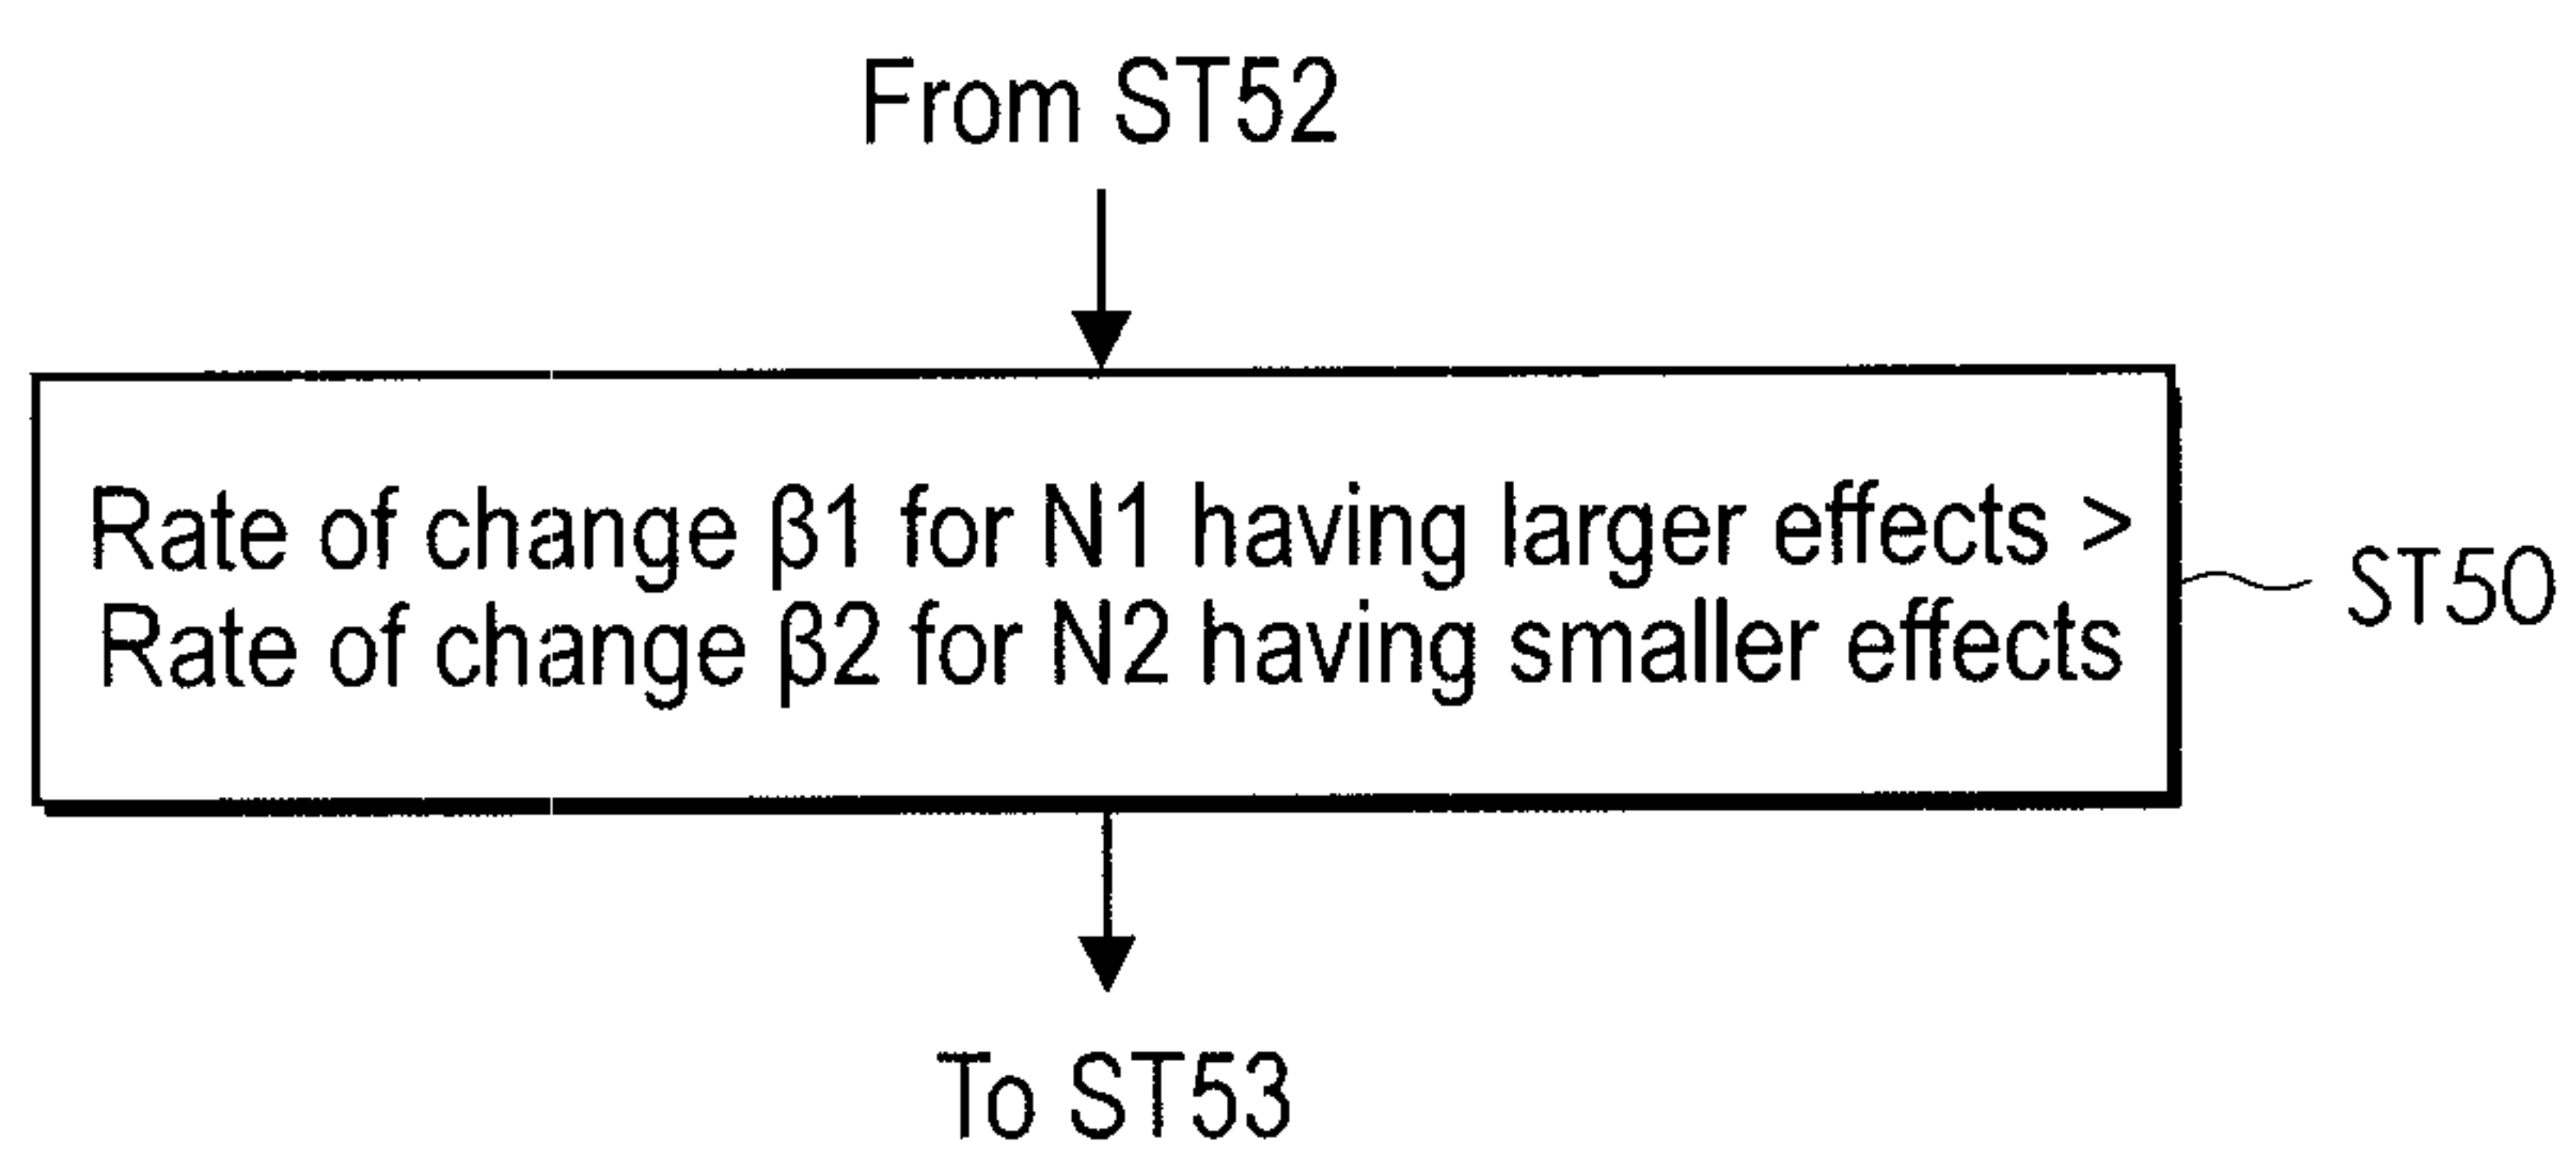 From ST52
Rate of change β1 for N1 having larger effects >
Rate of change β2 for N2 having smaller effects
ST50
To ST53